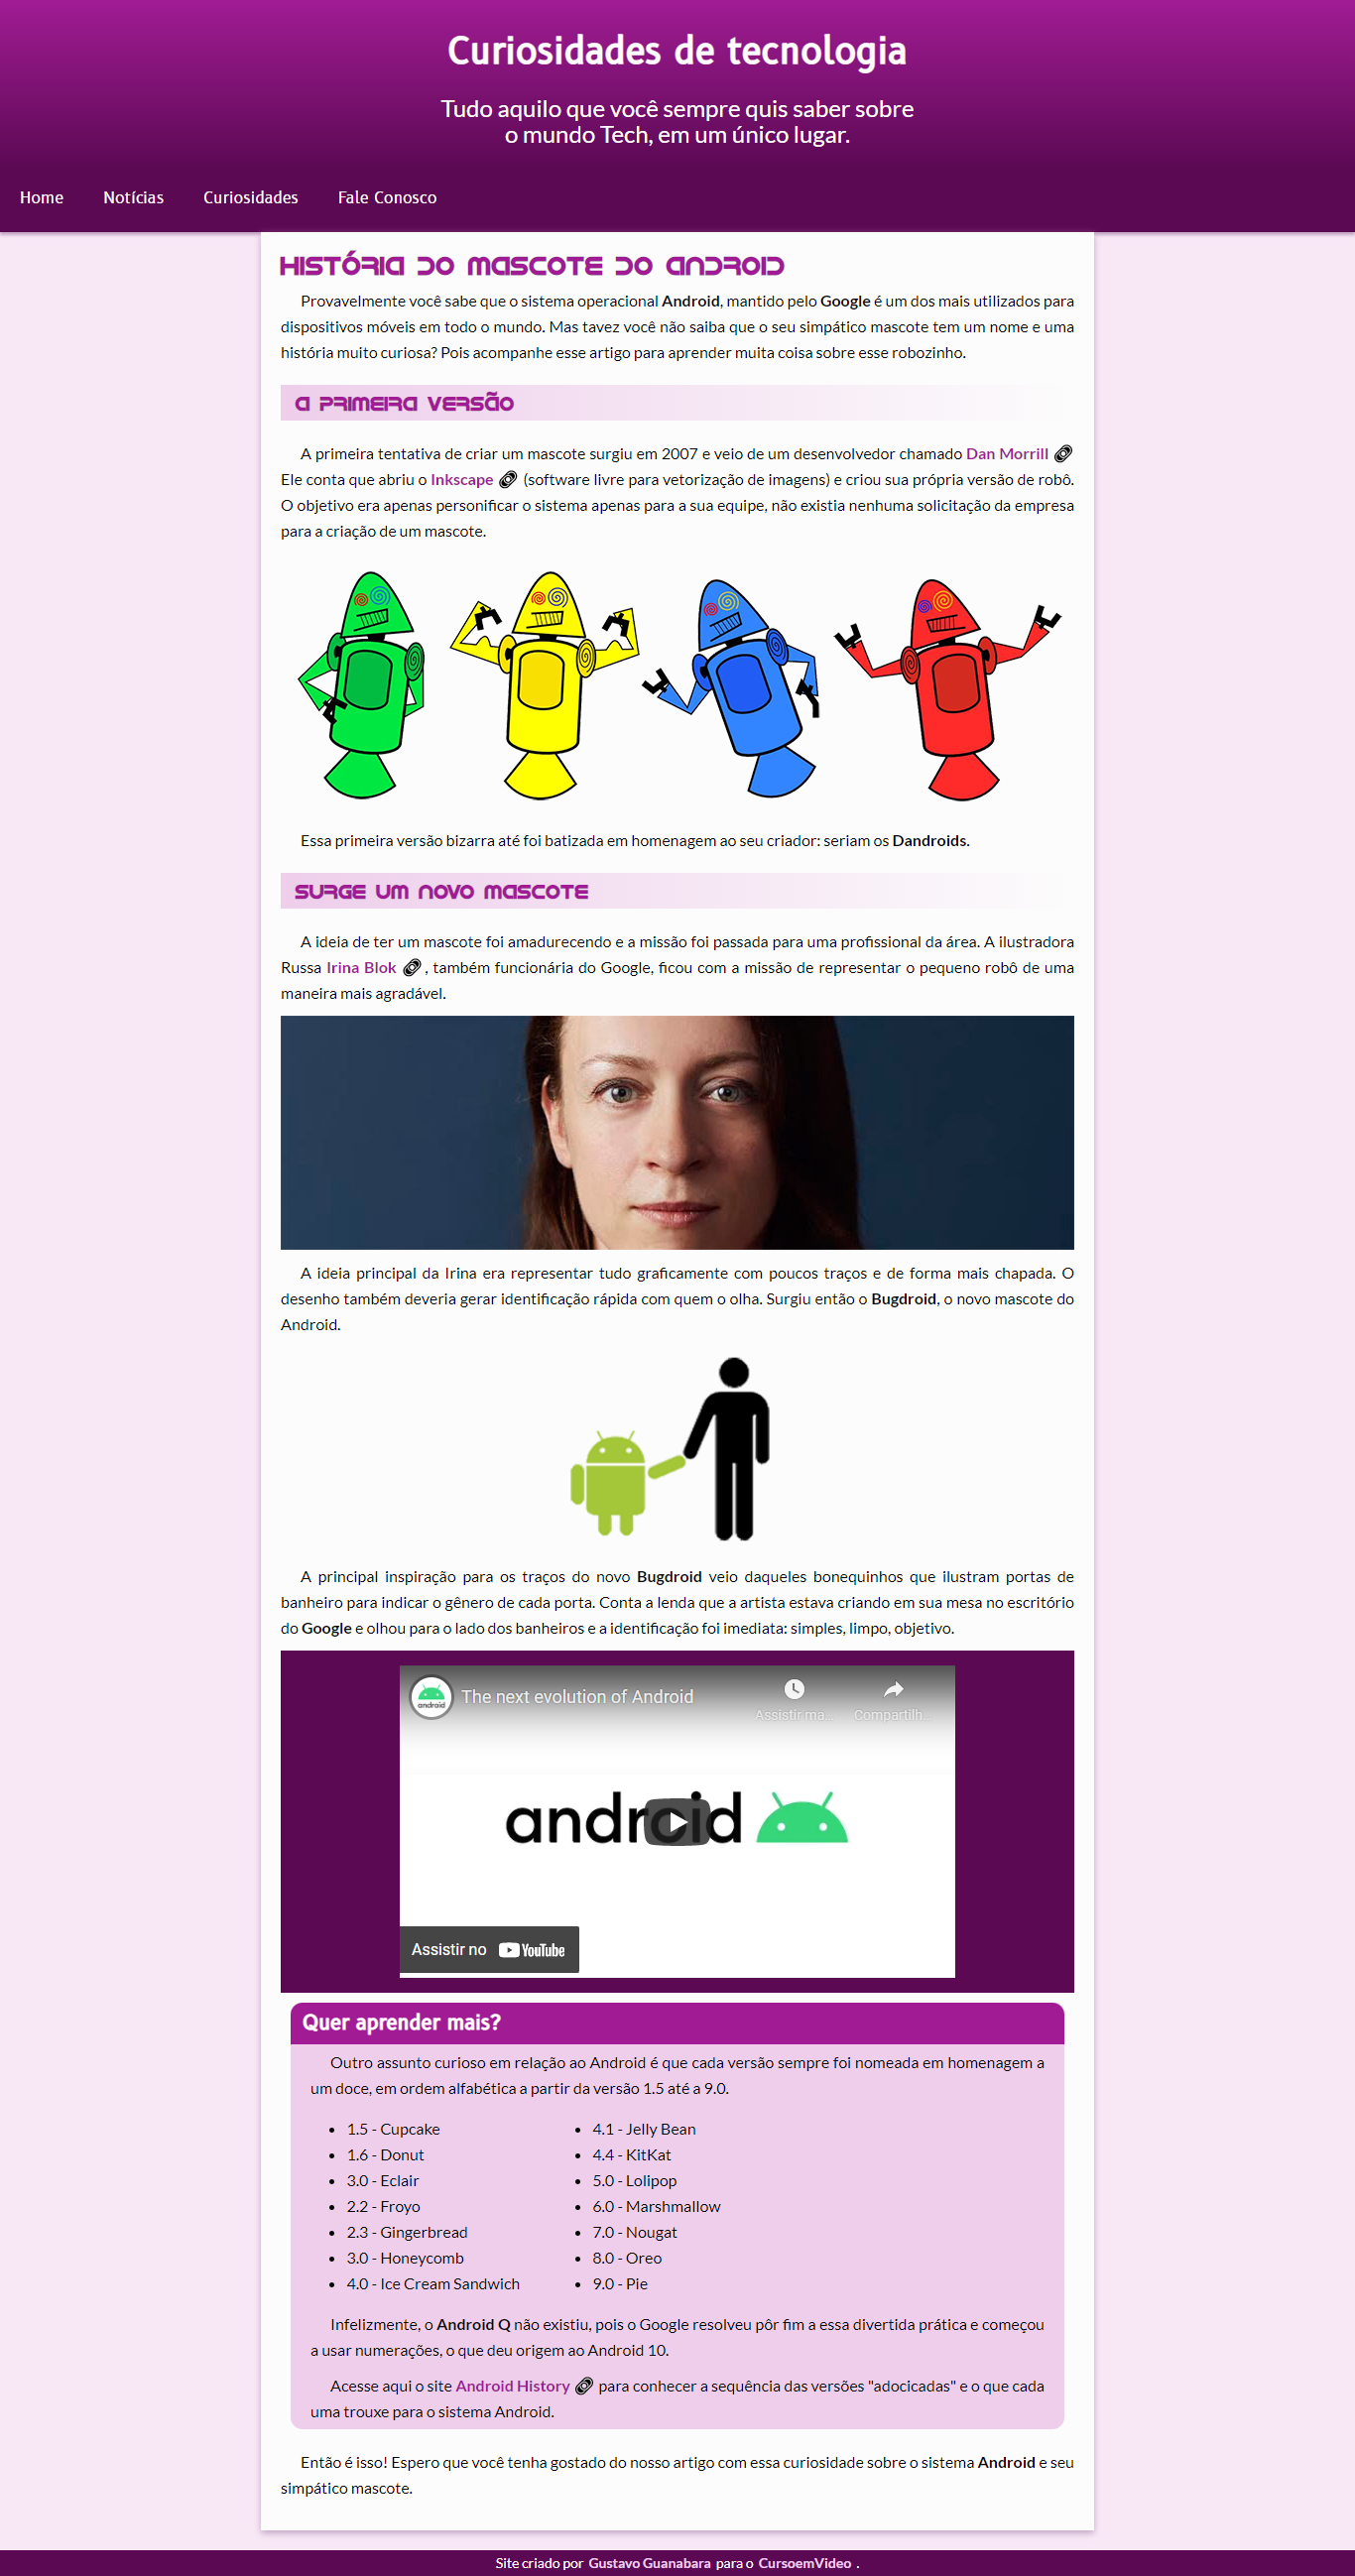 Curiosidades de tecnologia
Tudo aquilo que você sempre quis saber sobre
o mundo Tech, em um único lugar.
Home Notícias Curiosidades Fale Conosco
HISTÓRIA DO MASCOTE DO ANDROID
Provavelmente você sabe que o sistema operacional Android, mantido pelo Google é um dos mais utilizados para
dispositivos móveis em todo o mundo. Mas tavez você não saiba que o seu simpático mascote tem um nome e uma
história muito curiosa? Pois acompanhe esse artigo para aprender muita coisa sobre esse robozinho.
A PRIMEIRA VERSÃO
A primeira tentativa de criar um mascote surgiu em 2007 e veio de um desenvolvedor chamado Dan Morrill
Ele conta que abriu o Inkscape (software livre para vetorização de imagens) e criou sua própria versão de robô.
O objetivo era apenas personificar o sistema apenas para a sua equipe, não existia nenhuma solicitação da empresa
para a criação de um mascote.
Essa primeira versão bizarra até foi batizada em homenagem ao seu criador: seriam os Dandroids.
SURGE UM NOVO MASCOTE
A ideia de ter um mascote foi amadurecendo e a missão foi passada para uma profissional da área. A ilustradora
Russa Irina Blok , também funcionária do Google, ficou com a missão de representar o pequeno robô de uma
maneira mais agradável.
A ideia principal da Irina era representar tudo graficamente com poucos traços e de forma mais chapada. O
desenho também deveria gerar identificação rápida com quem o olha. Surgiu então o Bugdroid, o novo mascote do
Android.
A principal inspiração para os traços do novo Bugdroid veio daqueles bonequinhos que ilustram portas de
banheiro para indicar o gênero de cada porta. Conta a lenda que a artista estava criando em sua mesa no escritório
do Google e olhou para o lado dos banheiros e a identificação foi imediata: simples, limpo, objetivo.
android
The next evolution of Android
Assistir ma...
Compartilh...
android
Assistir no YouTube
Quer aprender mais?
Outro assunto curioso em relação ao Android é que cada versão sempre foi nomeada em homenagem a
um doce, em ordem alfabética a partir da versão 1.5 até a 9.0.
1.5 - Cupcake
1.6 - Donut
3.0 - Eclair
2.2 - Froyo
2.3 - Gingerbread
3.0 - Honeycomb
4.0 - Ice Cream Sandwich
4.1 - Jelly Bean
4.4 - KitKat
5.0 - Lolipop
6.0 - Marshmallow
7.0 - Nougat
8.0 - Oreo
9.0 - Pie
Infelizmente, o Android Q não existiu, pois o Google resolveu pôr fim a essa divertida prática e começou
a usar numerações, o que deu origem ao Android 10.
Acesse aqui o site Android History para conhecer a sequência das versões "adocicadas" e o que cada
uma trouxe para o sistema Android.
Então é isso! Espero que você tenha gostado do nosso artigo com essa curiosidade sobre o sistema Android e seu
simpático mascote.
Site criado por Gustavo Guanabara para o CursoemVideo .